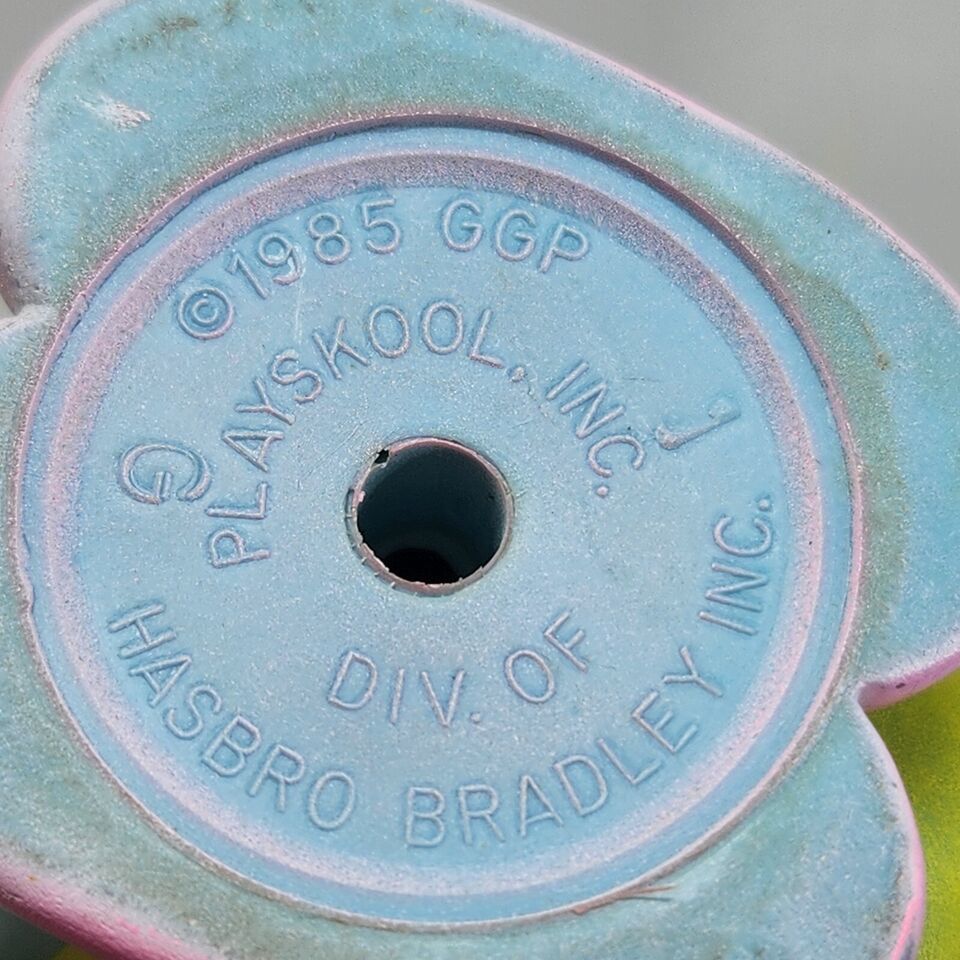 ©1985 GGP
PLAYSKOOL, INC.
G
J
DIV. OF
HASBRO BRADLEY INC.